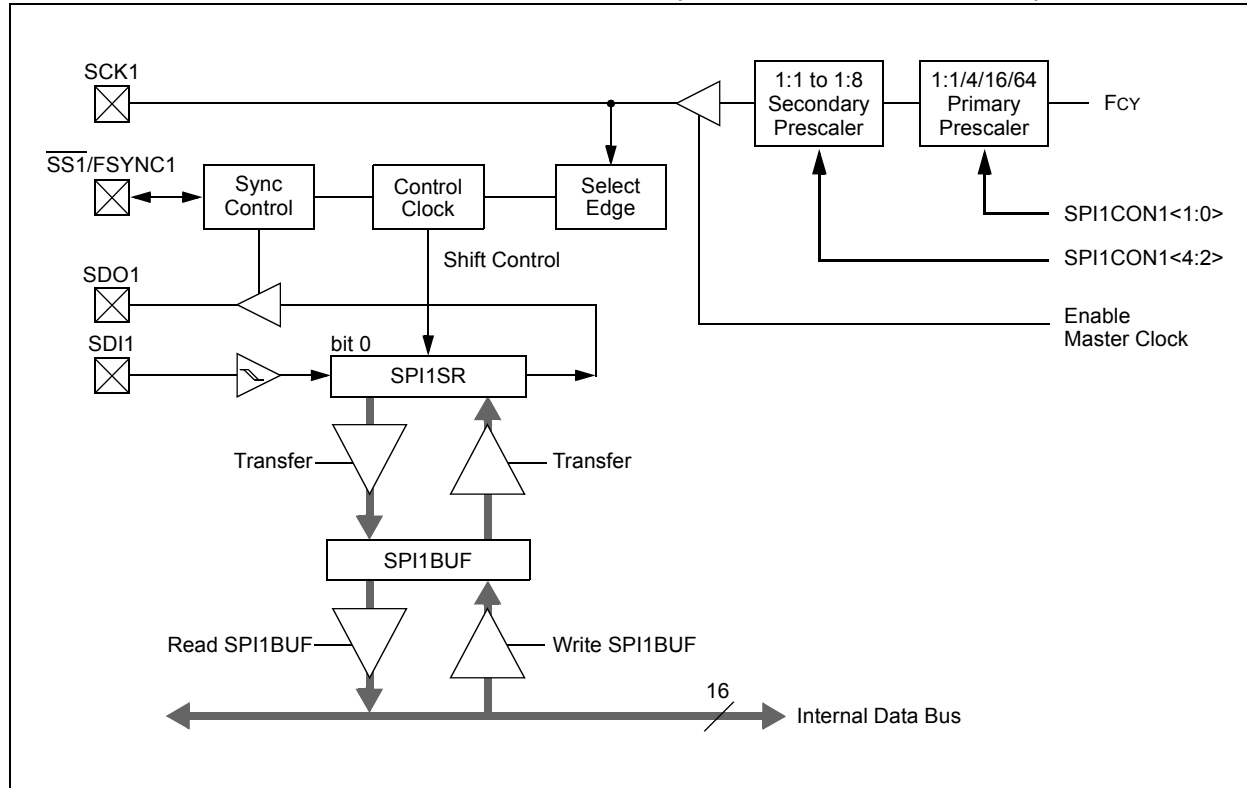 SCK1
1:1 to 1:8
Secondary
Prescaler
1:1/4/16/64
Primary
Prescaler
FCY
SS1/FSYNC1
Sync
Control
Control
Clock
Select
Edge
SPI1CON1<1:0>
SPI1CON1<4:2>
Shift Control
SDO1
Enable
Master Clock
SDI1
bit 0
SPI1SR
Transfer
Transfer
SPI1BUF
Read SPI1BUF
Write SPI1BUF
16
Internal Data Bus